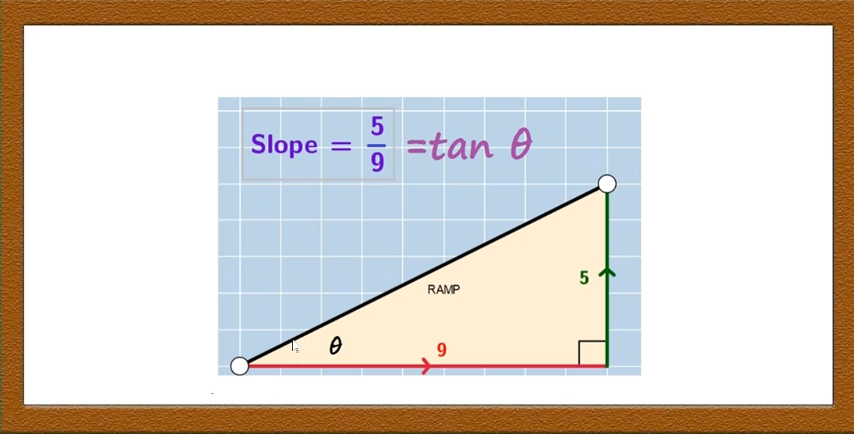 Slope = 5/9 =tan θ
RAMP
5
θ
9